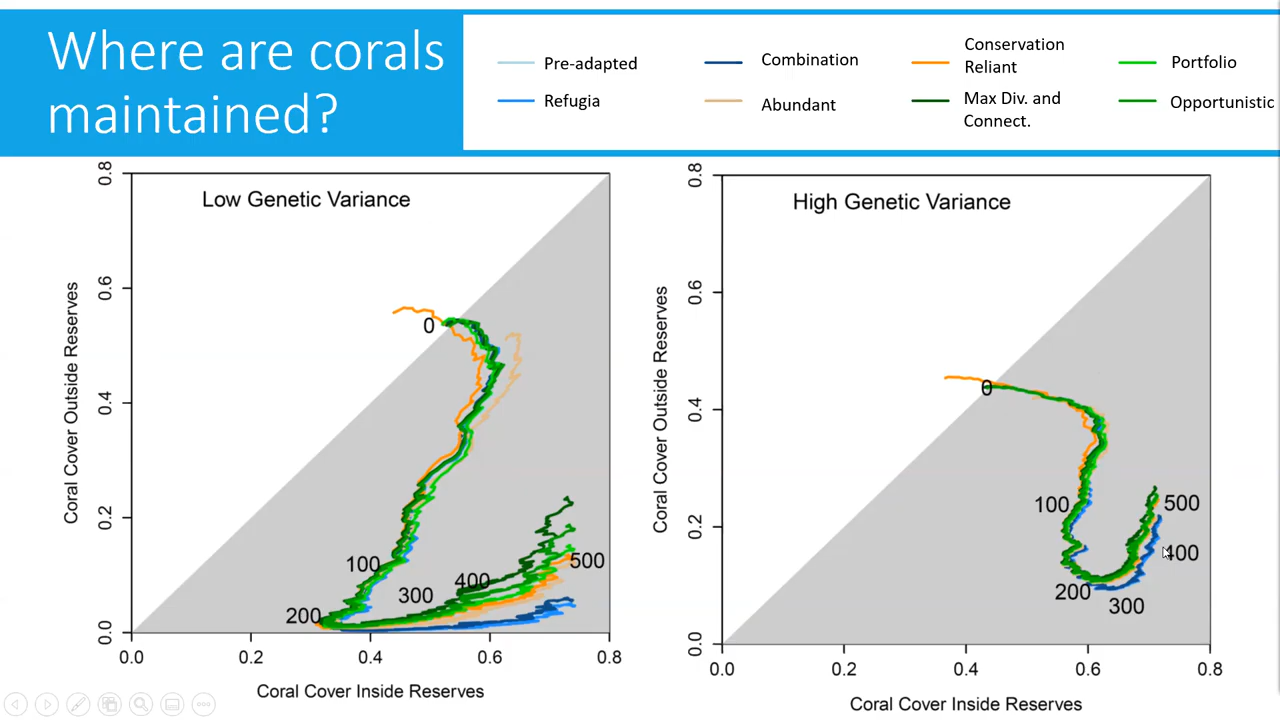 Where are corals
maintained?
Pre-adapted
Refugia
Combination
Abundant
Conservation
Reliant
Max Div. and
Connect.
Portfolio
Opportunistic
Low Genetic Variance
Coral Cover Outside Reserves
0.8
0.6
0.4
0.2
0.0
0
100
200
300
400
500
0.0 0.2 0.4 0.6 0.8
Coral Cover Inside Reserves
High Genetic Variance
Coral Cover Outside Reserves
0.8
0.6
0.4
0.2
0.0
0
100
500
400
200
300
0.0 0.2 0.4 0.6 0.8
Coral Cover Inside Reserves